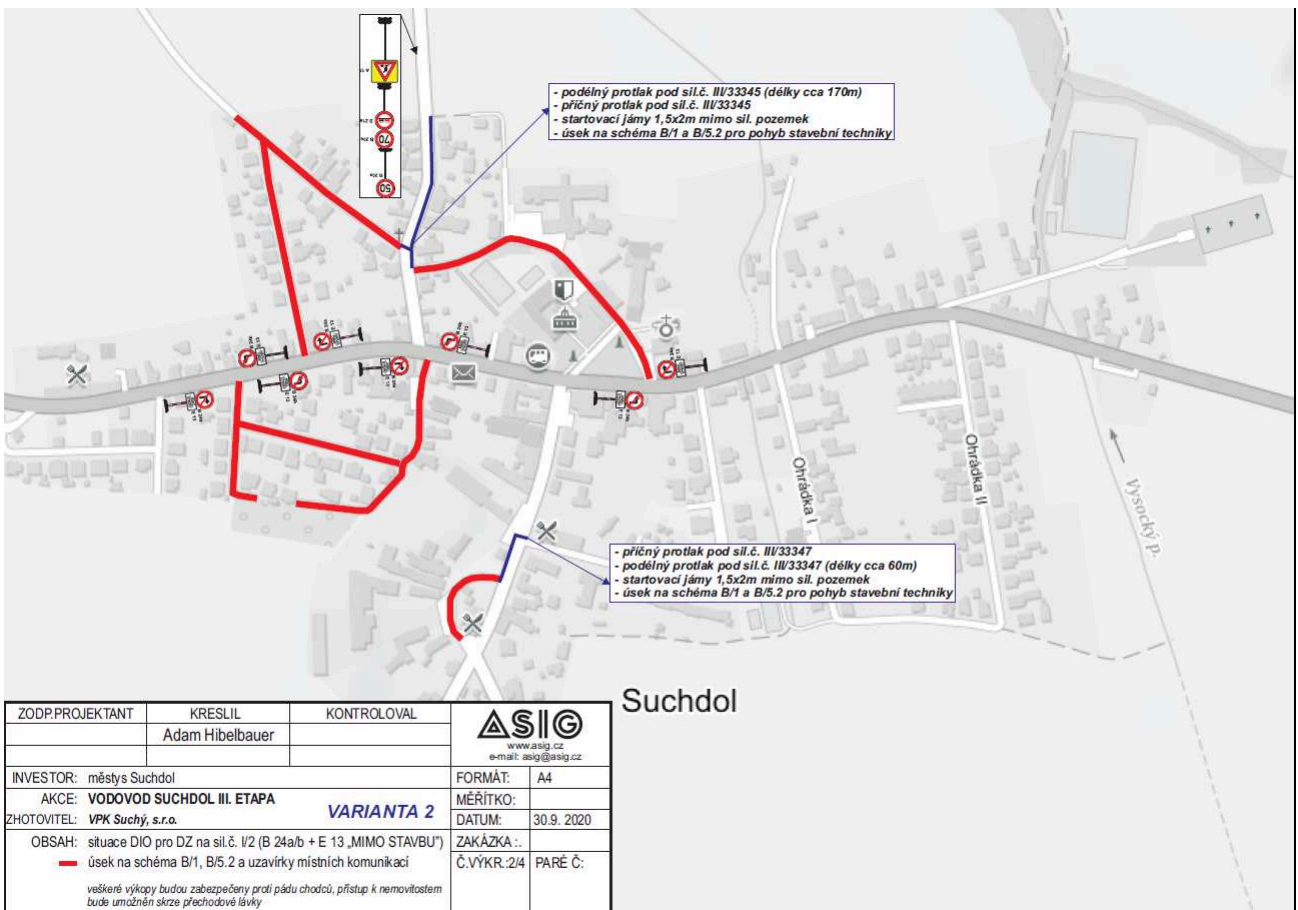 - podélný protlak pod sil.č. III/33345 (délky cca 170m)
- příčný protlak pod sil.č. III/33345
- startovací jámy 1,5x2m mimo sil. pozemek
- úsek na schéma B/1 a B/5.2 pro pohyb stavební techniky
70
50
Ohrádka I
Ohrádka II
Vysocký p.
- příčný protlak pod sil.č. III/33347
- podélný protlak pod sil.č. III/33347 (délky cca 60m)
- startovací jámy 1,5x2m mimo sil. pozemek
- úsek na schéma B/1 a B/5.2 pro pohyb stavební techniky
Suchdol
ZODP.PROJEKTANT KRESLIL KONTROLOVAL
Adam Hibelbauer
ASIG
www.asig.cz
e-mail: asig@asig.cz
INVESTOR: městys Suchdol
FORMÁT: A4
AKCE: VODOVOD SUCHDOL III. ETAPA
VARIANTA 2
MĚŘÍTKO:
ZHOTOVITEL: VPK Suchý, s.r.o.
DATUM: 30.9. 2020
OBSAH: situace DIO pro DZ na sil.č. I/2 (B 24a/b + E 13 „MIMO STAVBU")
ZAKÁZKA :.
úsek na schéma B/1, B/5.2 a uzavírky místních komunikací
Č.VÝKR.:2/4 PARÉ Č:
veškeré výkopy budou zabezpečeny proti pádu chodců, přístup k nemovitostem
bude umožněn skrze přechodové lávky